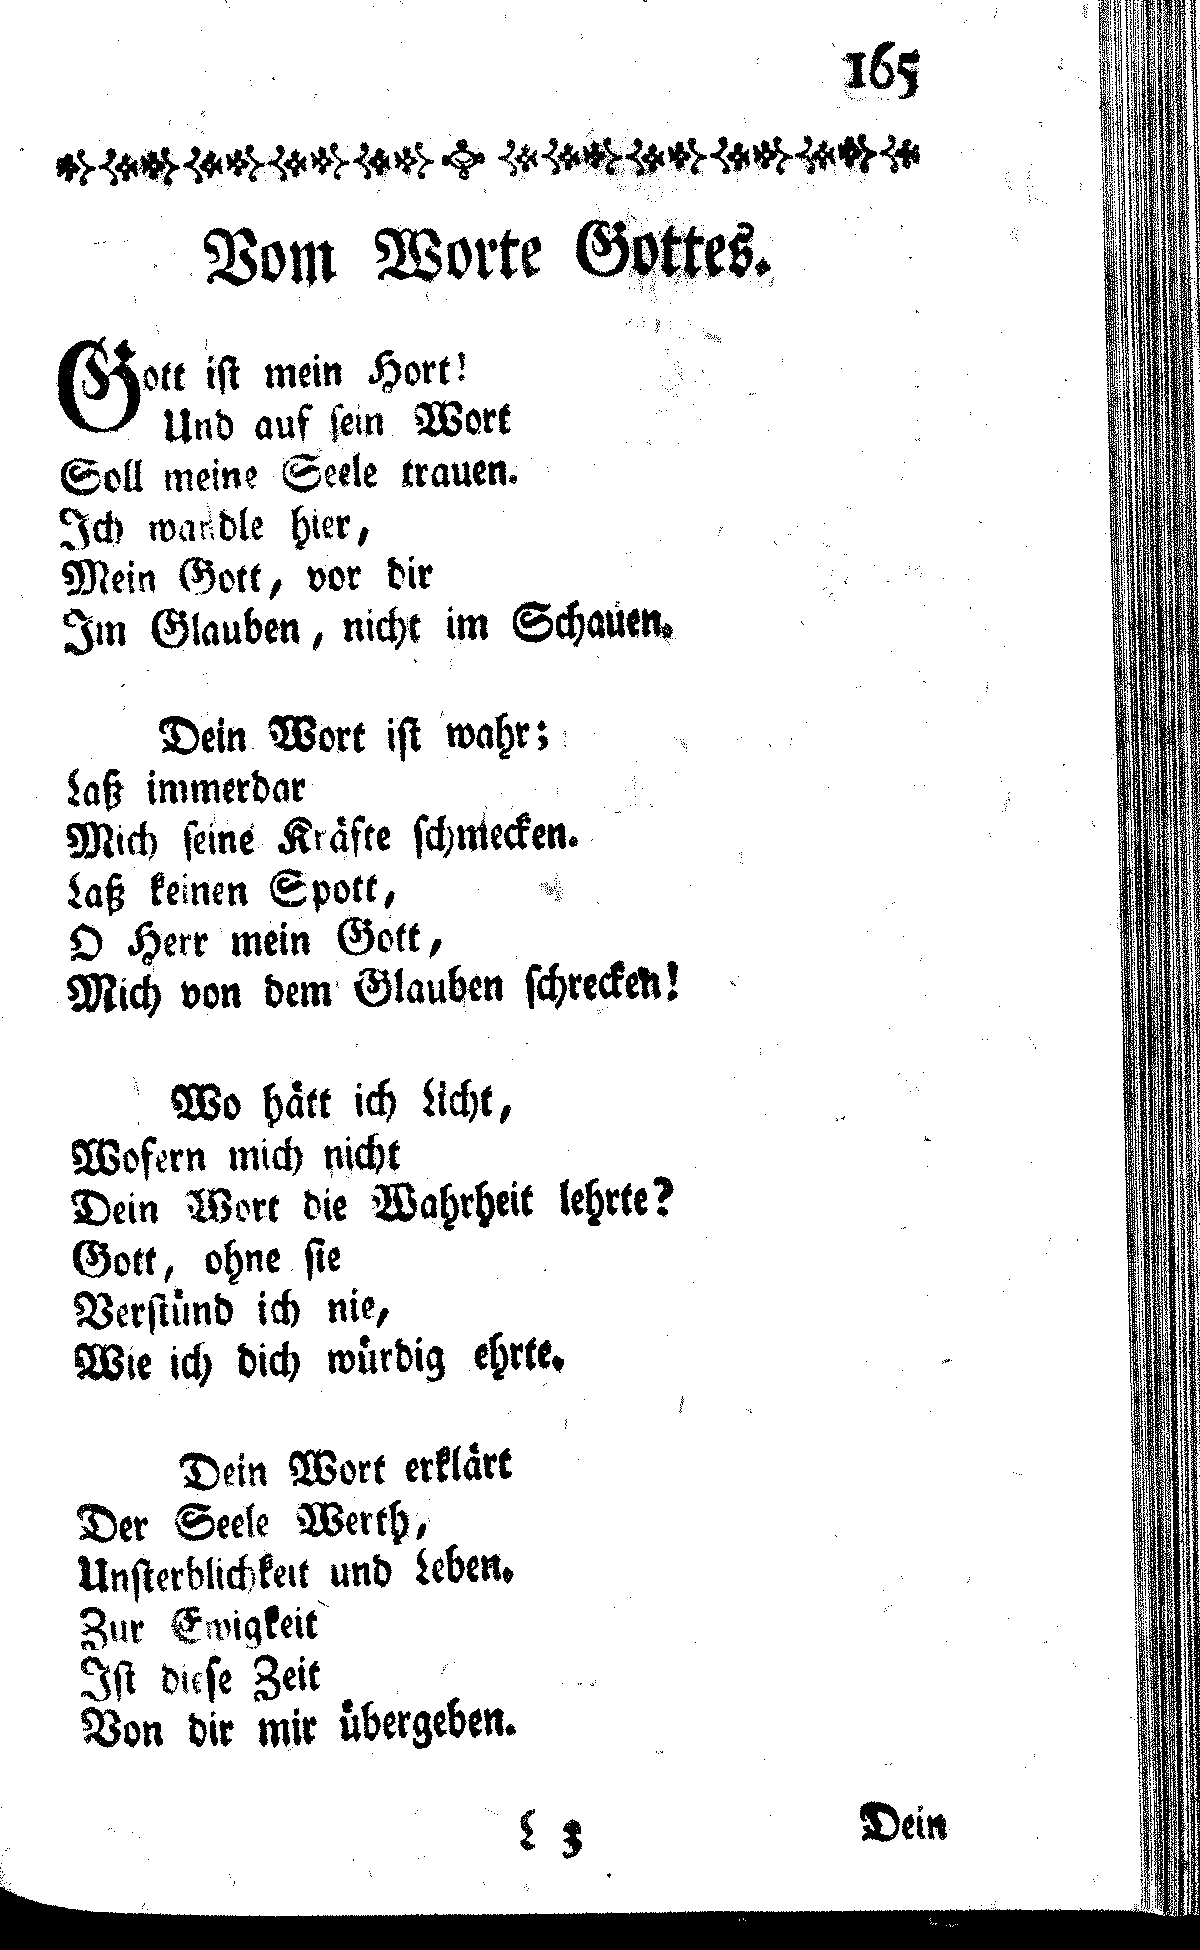 165
Vom Worte Gottes.
Gott ist mein Hort!
Und auf sein Wort
Soll meine Seele trauen.
Ich wandle hier,
Mein Gott, vor dir
Im Glauben, nicht im Schauen.
Dein Wort ist wahr;
Laß immerdar
Mich seine Kräfte schmecken.
Laß keinen Spott,
O Herr mein Gott,
Mich von dem Glauben schrecken!
Wo hätt ich Licht,
Wofern mich nicht
Dein Wort die Wahrheit lehrte?
Gott, ohne sie
Verstünd ich nie,
Wie ich dich würdig ehrte.
Dein Wort erklärt
Der Seele Werth,
Unsterblichkeit und Leben.
Zur Ewigkeit
Ist diese Zeit
Von dir mir übergeben.
L 3 Dein